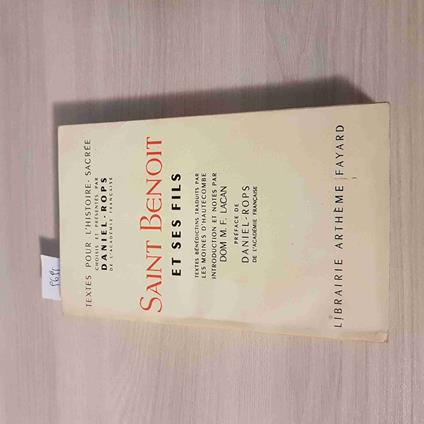 TEXTES POUR L'HISTOIRE SACRÉE
CHOISIS ET PRÉSENTÉS PAR
DANIEL-ROPS
DE L'ACADÉMIE FRANÇAISE
SAINT BENOIT
ET SES FILS
TEXTES BÉNÉDICTINS TRADUITS PAR
LES MOINES D'HAUTECOMBE
INTRODUCTION ET NOTES PAR
DOM M. F. LACAN
PRÉFACE DE
DANIEL-ROPS
DE L'ACADÉMIE FRANÇAISE
LIBRAIRIE ARTHÈME FAYARD